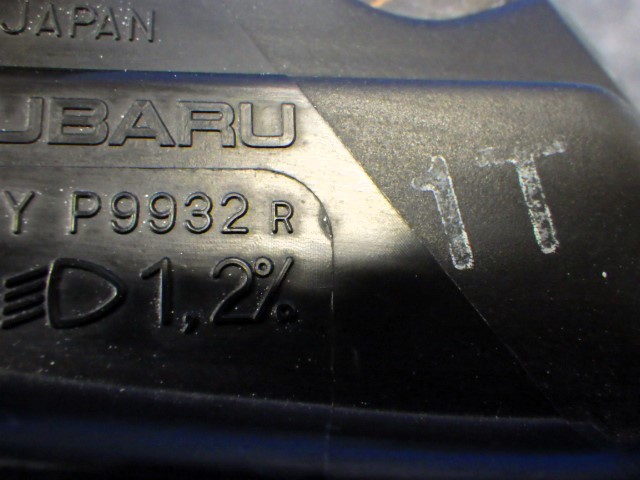 JAPAN
UBARU
Y P9932 R
1,2%
1T